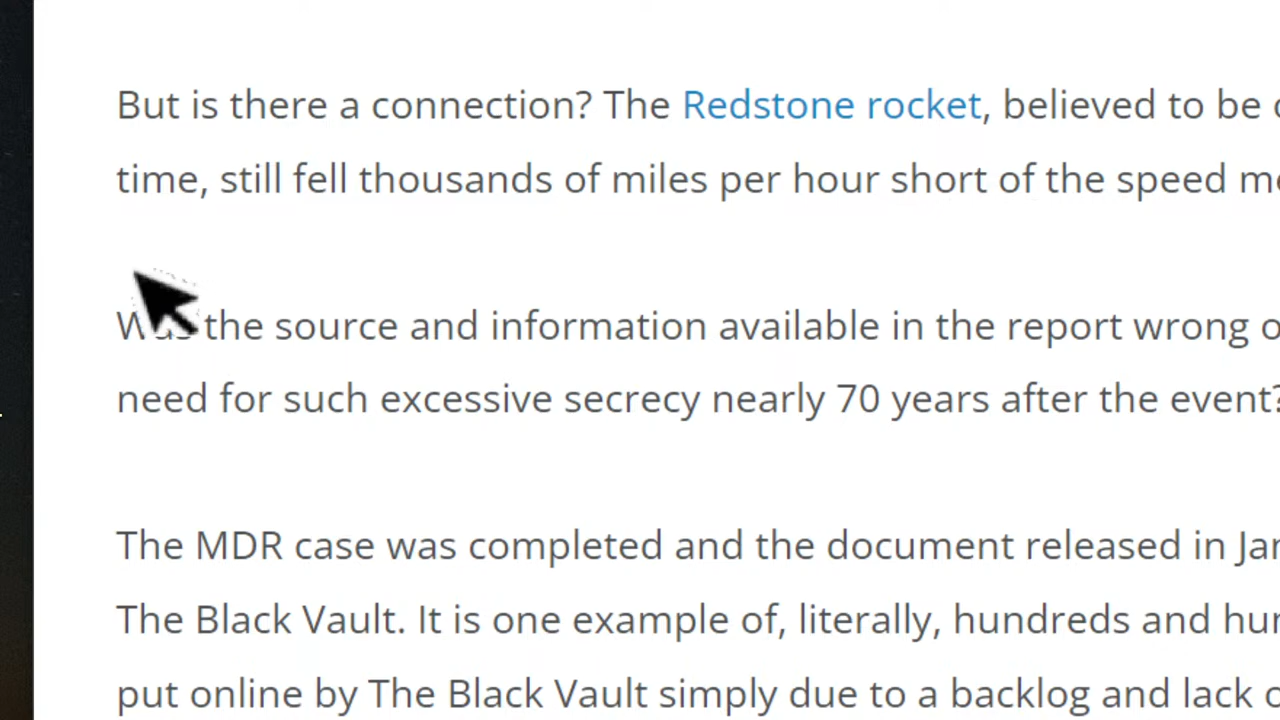 But is there a connection? The Redstone rocket, believed to be
time, still fell thousands of miles per hour short of the speed
the source and information available in the report wrong
need for such excessive secrecy nearly 70 years after the event?
The MDR case was completed and the document released in
The Black Vault. It is one example of, literally, hundreds and
put online by The Black Vault simply due to a backlog and lack